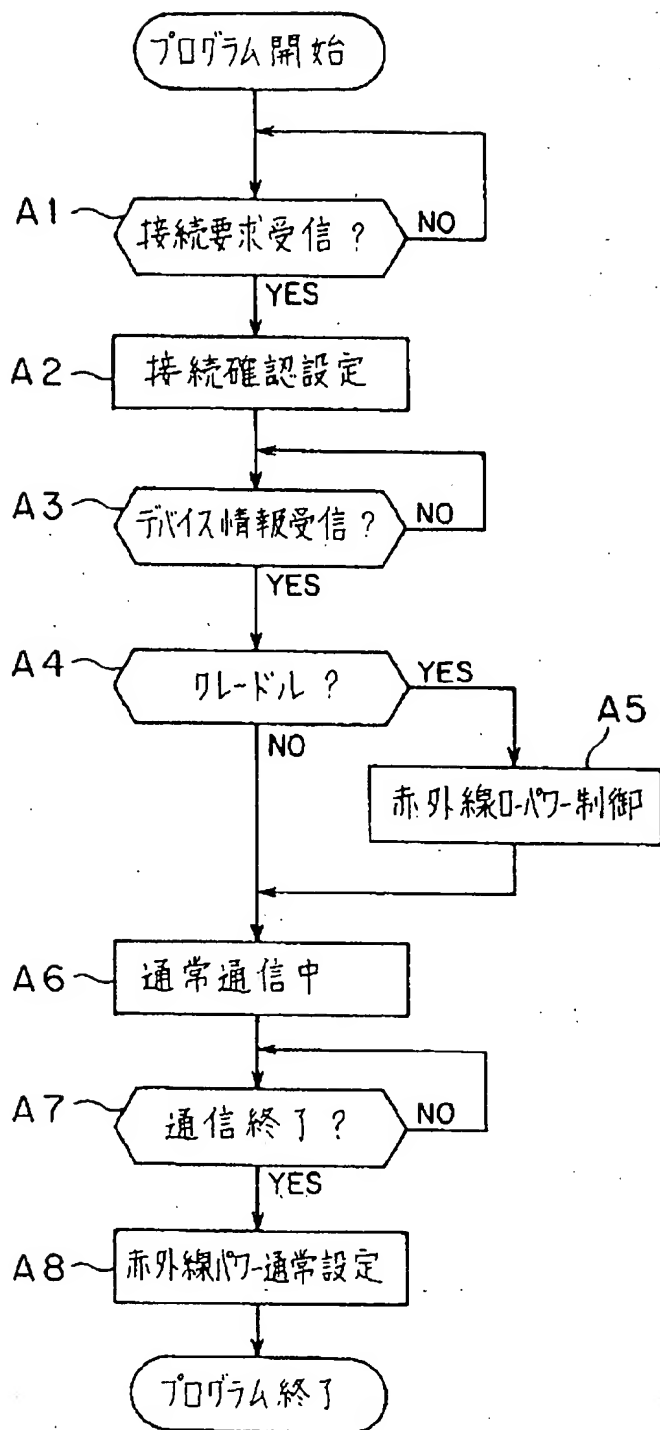 プログラム開始
A1
接続要求受信?
NO
YES
A2
接続確認設定
A3
デバイス情報受信?
NO
YES
A4
クレードル?
YES
NO
A5
赤外線ローパワー制御
A6
通常通信中
A7
通信終了?
NO
YES
A8
赤外線パワー通常設定
プログラム終了